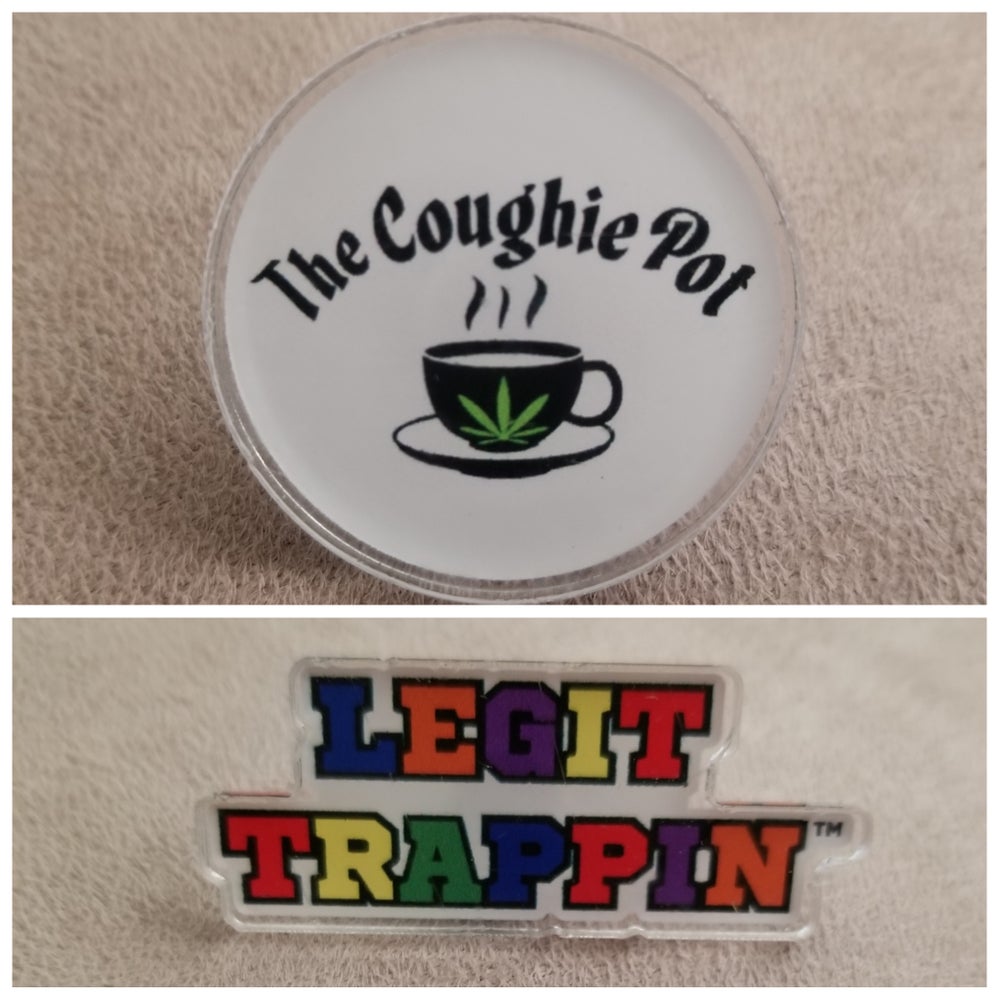 The Coughie Pot
LEGIT
TRAPPIN™